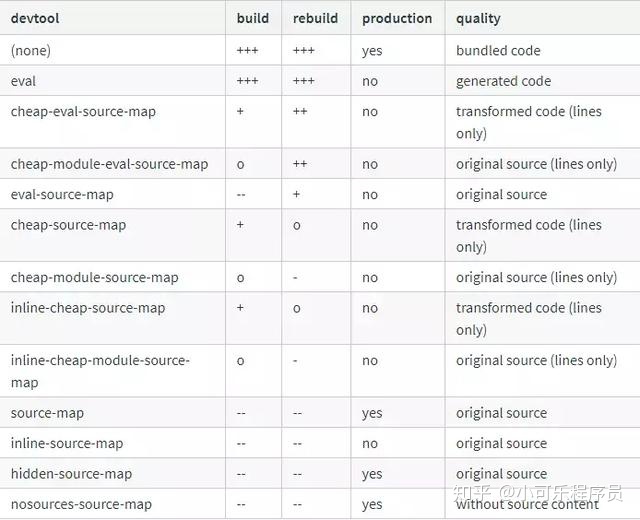 devtool build rebuild production quality
(none) +++ +++ yes bundled code
eval +++ +++ no generated code
cheap-eval-source-map + ++ no transformed code (lines
only)
cheap-module-eval-source-map o ++ no original source (lines only)
eval-source-map -- + no original source
cheap-source-map + o no transformed code (lines
only)
cheap-module-source-map o - no original source (lines only)
inline-cheap-source-map + o no transformed code (lines
only)
inline-cheap-module-source- o - no original source (lines only)
map
source-map -- -- yes original source
inline-source-map -- -- no original source
hidden-source-map -- -- yes original source
nosources-source-map -- -- yes without source content
知乎 @小可乐程序员